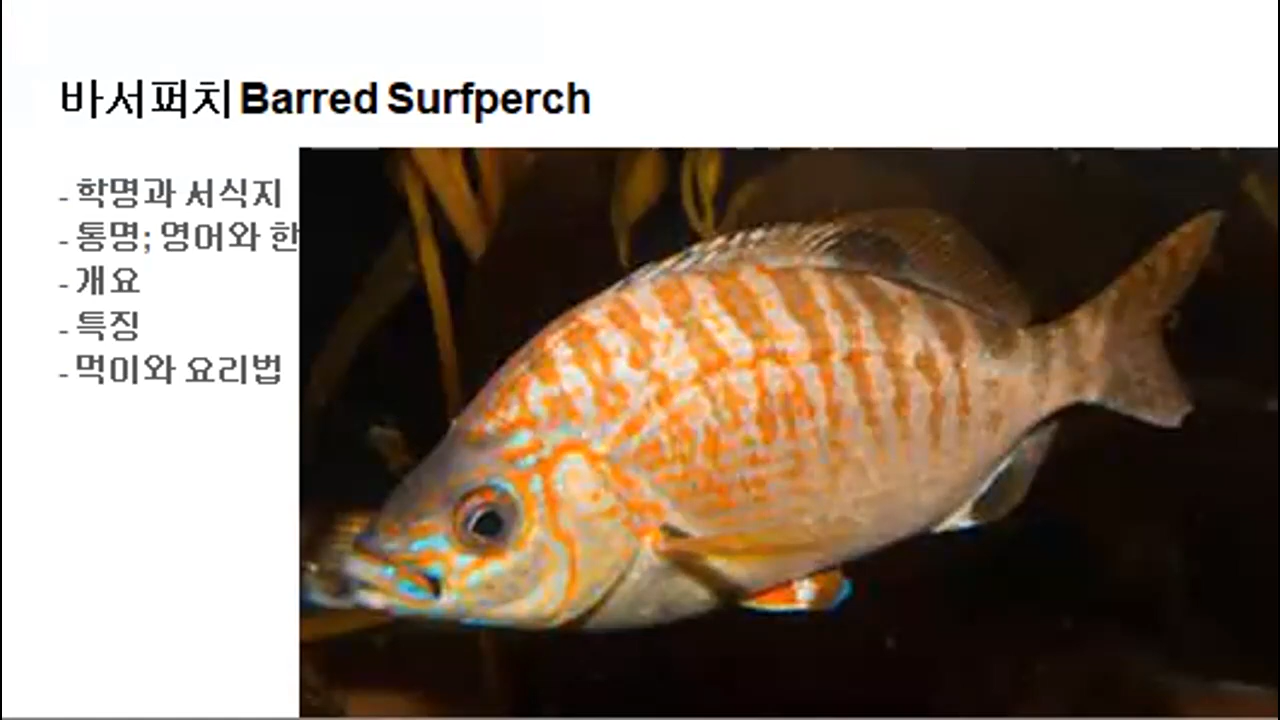 바서퍼치 Barred Surfperch
- 학명과 서식지
- 통명; 영어와 한
- 개요
- 특징
- 먹이와 요리법